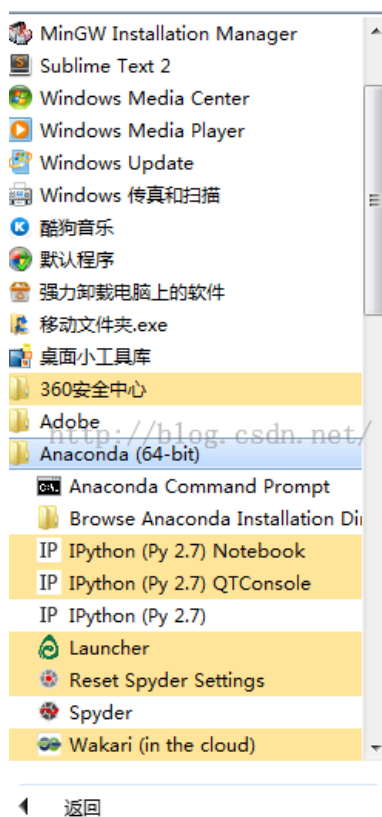 MinGW Installation Manager
Sublime Text 2
Windows Media Center
Windows Media Player
Windows Update
Windows 传真和扫描
酷狗音乐
默认程序
强力卸载电脑上的软件
移动文件夹.exe
桌面小工具库
360安全中心
Adobe
http://blog.csdn.net/
Anaconda (64-bit)
Anaconda Command Prompt
Browse Anaconda Installation Di
IP IPython (Py 2.7) Notebook
IP IPython (Py 2.7) QTConsole
IP IPython (Py 2.7)
Launcher
Reset Spyder Settings
Spyder
Wakari (in the cloud)
返回